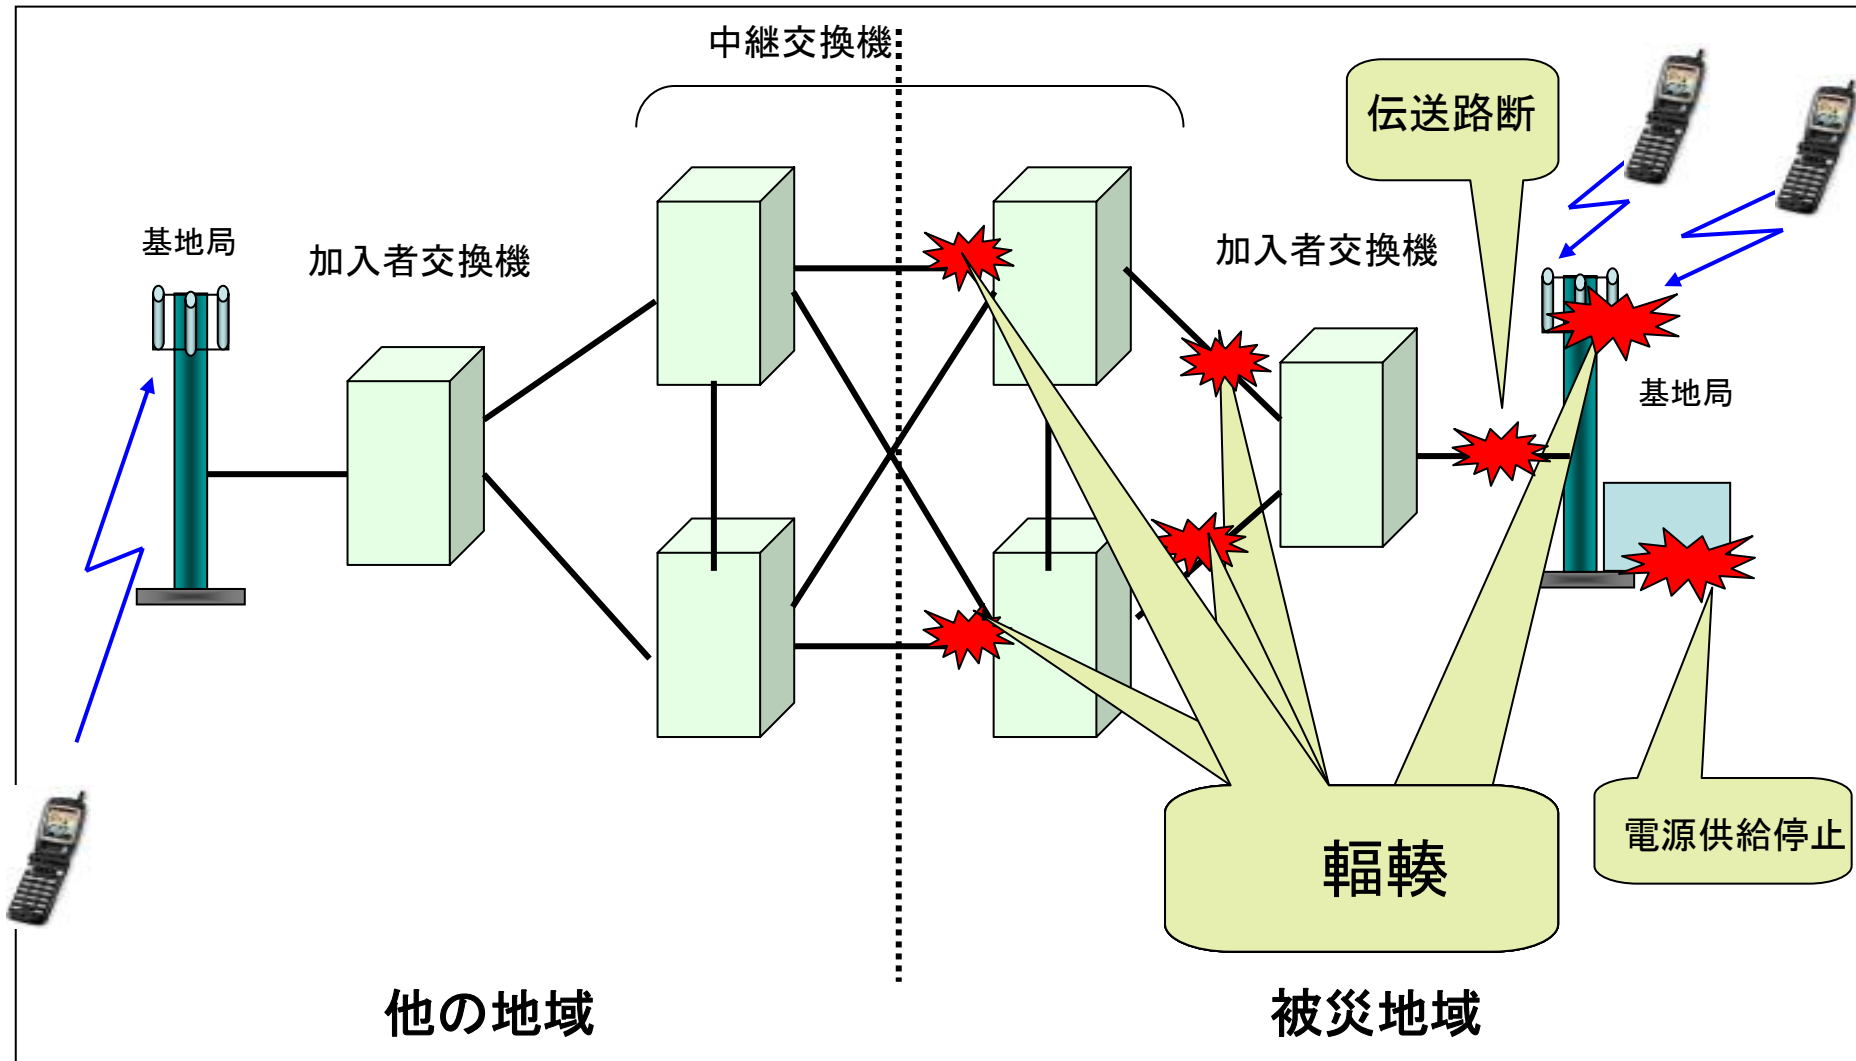 中継交換機
伝送路断
基地局
加入者交換機
加入者交換機
基地局
電源供給停止
輻輳
他の地域
被災地域